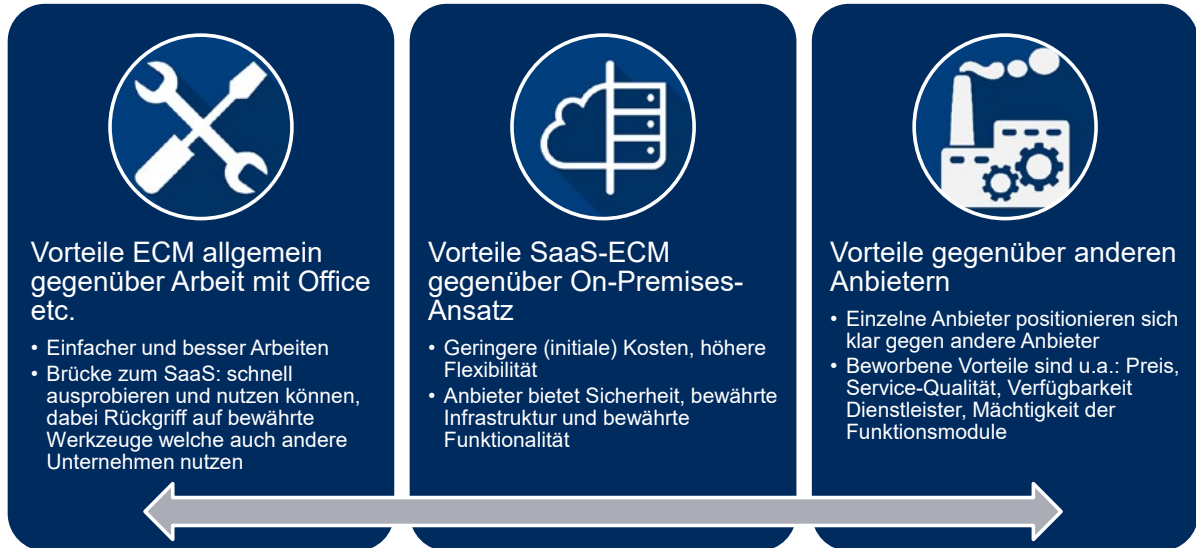 Vorteile ECM allgemein
gegenüber Arbeit mit Office
etc.
• Einfacher und besser Arbeiten
• Brücke zum SaaS: schnell
ausprobieren und nutzen können,
dabei Rückgriff auf bewährte
Werkzeuge welche auch andere
Unternehmen nutzen
Vorteile SaaS-ECM
gegenüber On-Premises-
Ansatz
• Geringere (initiale) Kosten, höhere
Flexibilität
• Anbieter bietet Sicherheit, bewährte
Infrastruktur und bewährte
Funktionalität
Vorteile gegenüber anderen
Anbietern
• Einzelne Anbieter positionieren sich
klar gegen andere Anbieter
• Beworbene Vorteile sind u.a.: Preis,
Service-Qualität, Verfügbarkeit
Dienstleister, Mächtigkeit der
Funktionsmodule